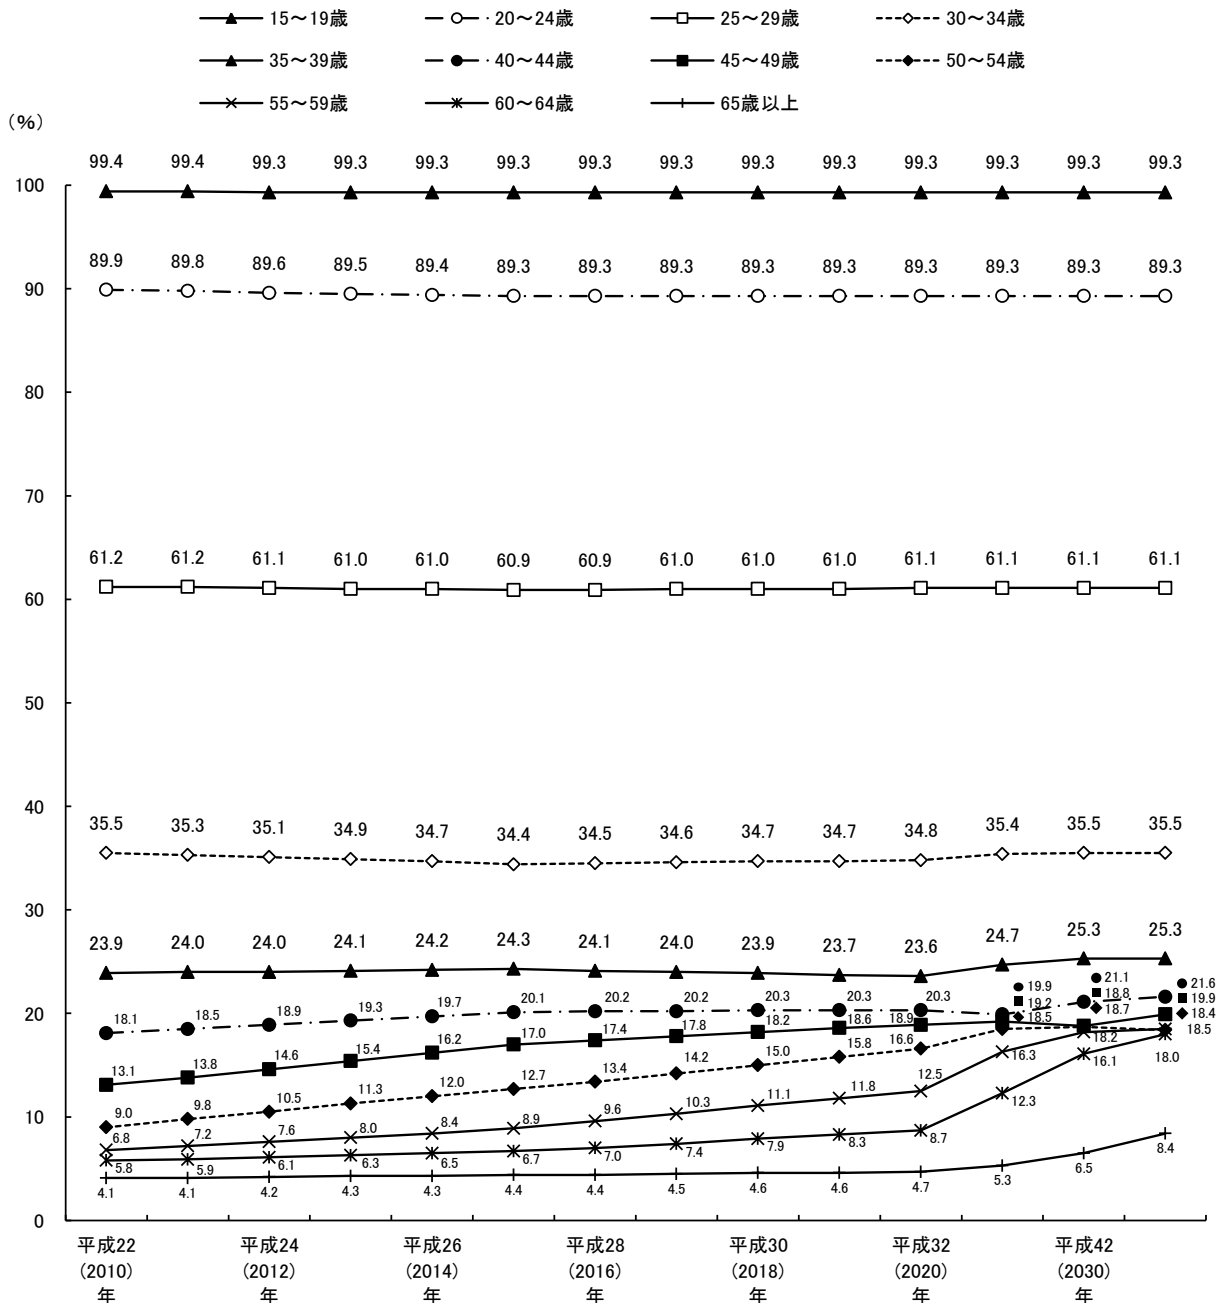 15～19歳 20～24歳 25～29歳 30～34歳
35～39歳 40～44歳 45～49歳 50～54歳
55～59歳 60～64歳 65歳以上
（％）
99.4 99.4 99.3 99.3 99.3 99.3 99.3 99.3 99.3 99.3 99.3 99.3 99.3 99.3
100
89.9 89.8 89.6 89.5 89.4 89.3 89.3 89.3 89.3 89.3 89.3 89.3 89.3 89.3
90
80
70
61.2 61.2 61.1 61.0 61.0 60.9 60.9 61.0 61.0 61.0 61.1 61.1 61.1 61.1
60
50
40
35.5 35.3 35.1 34.9 34.7 34.4 34.5 34.6 34.7 34.7 34.8 35.4 35.5 35.5
30
23.9 24.0 24.0 24.1 24.2 24.3 24.1 24.0 23.9 23.7 23.6 24.7 25.3 25.3
20
18.1 18.5 18.9 19.3 19.7 20.1 20.2 20.2 20.3 20.3 20.3 19.9 21.1 21.6
13.1 13.8 14.6 15.4 16.2 17.0 17.4 17.8 18.2 18.6 18.9 19.2 18.8 19.9
9.0 9.8 10.5 11.3 12.0 12.7 13.4 14.2 15.0 15.8 16.6 18.5 18.7 18.4
10
6.8 7.2 7.6 8.0 8.4 8.9 9.6 10.3 11.1 11.8 12.5 16.3 18.2 18.5
5.8 5.9 6.1 6.3 6.5 6.7 7.0 7.4 7.9 8.3 8.7 12.3 16.1 18.0
4.1 4.1 4.2 4.3 4.3 4.4 4.4 4.5 4.6 4.6 4.7 5.3 6.5 8.4
0
平成22 平成24 平成26 平成28 平成30 平成32 平成42
（2010） （2012） （2014） （2016） （2018） （2020） （2030）
年 年 年 年 年 年 年